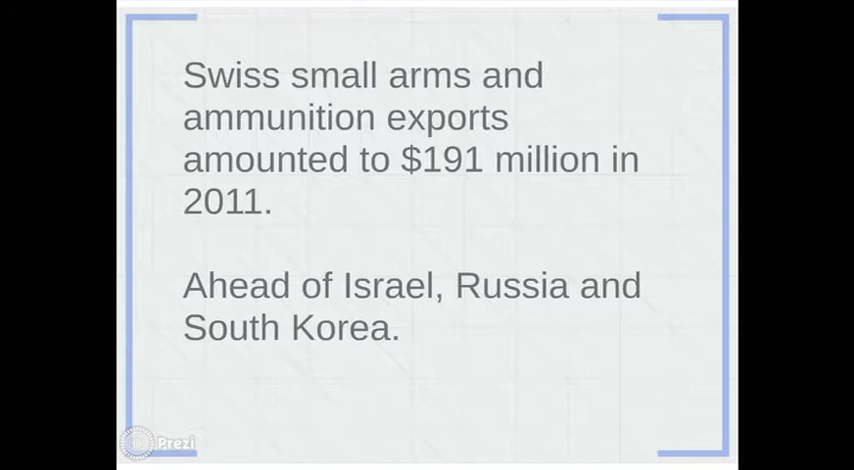 Swiss small arms and
ammunition exports
amounted to $191 million in
2011.
Ahead of Israel, Russia and
South Korea.
Prezi